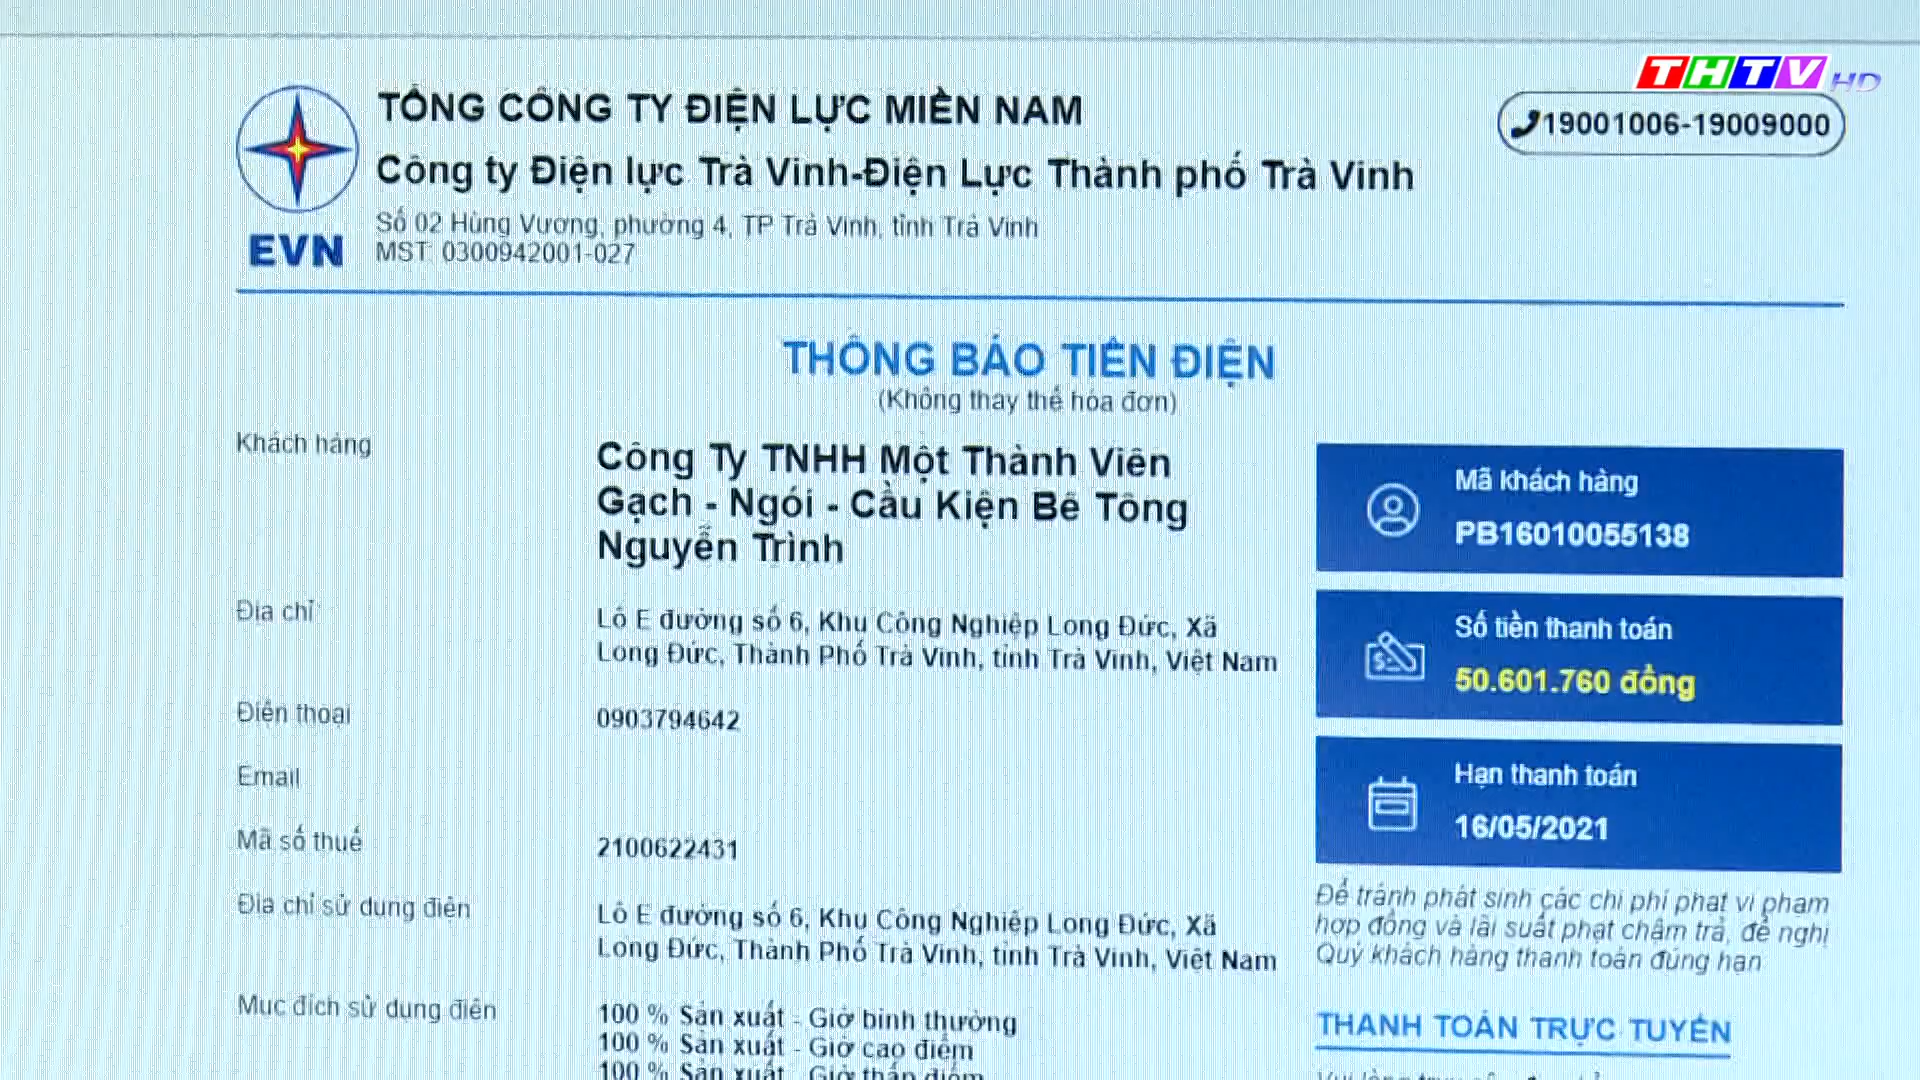 THTV HD
TỔNG CÔNG TY ĐIỆN LỰC MIỀN NAM
19001006-19009000
Công ty Điện lực Trà Vinh-Điện Lực Thành phố Trà Vinh
Số 02 Hùng Vương, phường 4, TP Trà Vinh, tỉnh Trà Vinh
EVN
MST: 0300942001-027
THÔNG BÁO TIỀN ĐIỆN
(Không thay thế hóa đơn)
Khách hàng
Công Ty TNHH Một Thành Viên
Gạch - Ngói - Cầu Kiện Bê Tông
Nguyễn Trình
Mã khách hàng
PB16010055138
Địa chỉ
Lô E đường số 6, Khu Công Nghiệp Long Đức, Xã
Long Đức, Thành Phố Trà Vinh, tỉnh Trà Vinh, Việt Nam
Số tiền thanh toán
50.601.760 đồng
Điện thoại
0903794642
Email
Hạn thanh toán
16/05/2021
Mã số thuế
2100622431
Địa chỉ sử dụng điện
Lô E đường số 6, Khu Công Nghiệp Long Đức, Xã
Long Đức, Thành Phố Trà Vinh, tỉnh Trà Vinh, Việt Nam
Để tránh phát sinh các chi phí phạt vi phạm
hợp đồng và lãi suất phạt chậm trả, đề nghị
Quý khách hàng thanh toán đúng hạn
Mục đích sử dụng điện
100 % Sản xuất - Giờ bình thường
100 % Sản xuất - Giờ cao điểm
100 % Sản xuất - Giờ thấp điểm
THANH TOÁN TRỰC TUYẾN